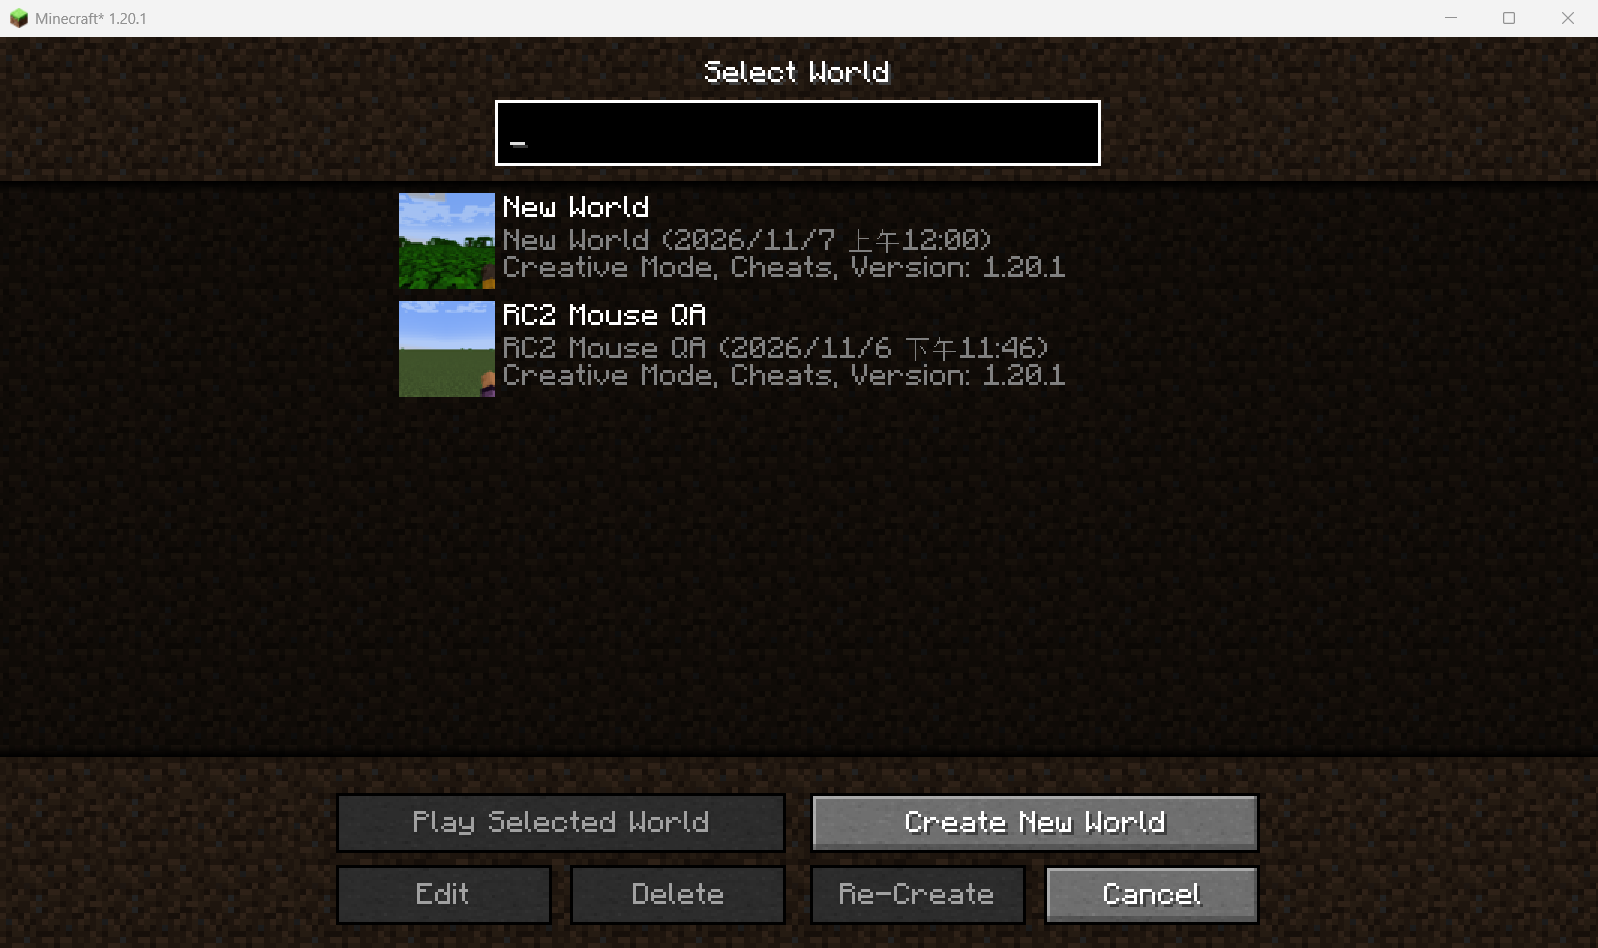 Minecraft* 1.20.1
Select World
_
New World
New World (2026/11/7 上午12:00)
Creative Mode, Cheats, Version: 1.20.1
RC2 Mouse QA
RC2 Mouse QA (2026/11/6 下午11:46)
Creative Mode, Cheats, Version: 1.20.1
Play Selected World
Create New World
Edit
Delete
Re-Create
Cancel